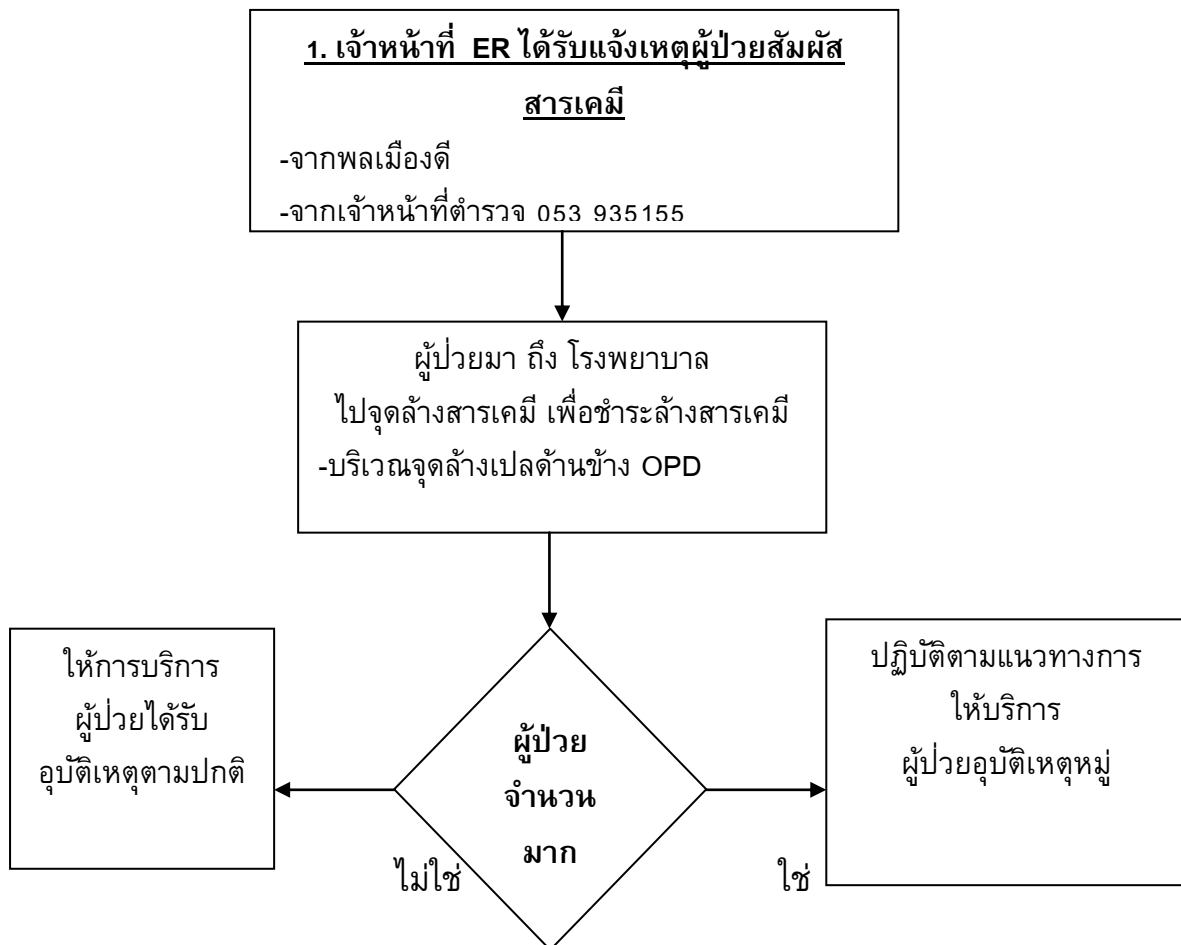 1. เจ้าหน้าที่ ER ได้รับแจ้งเหตุผู้ป่วยสัมผัส
สารเคมี
-จากพลเมืองดี
-จากเจ้าหน้าที่ตำรวจ 053 935155
ผู้ป่วยมา ถึง โรงพยาบาล
ไปจุดล้างสารเคมี เพื่อชำระล้างสารเคมี
-บริเวณจุดล้างเปลด้านข้าง OPD
ให้การบริการ
ผู้ป่วยได้รับ
อุบัติเหตุตามปกติ
ผู้ป่วย
จำนวน
มาก
ปฏิบัติตามแนวทางการ
ให้บริการ
ผู้ป่วยอุบัติเหตุหมู่
ไม่ใช่
ใช่